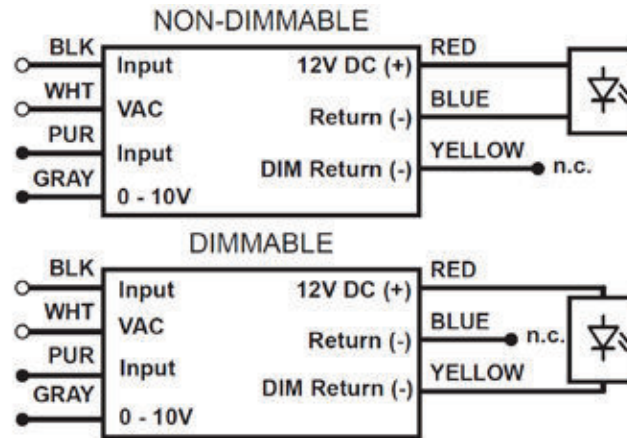 NON-DIMMABLE
BLK Input 12V DC (+) RED
WHT VAC Return (-) BLUE
PUR Input DIM Return (-) YELLOW n.c.
GRAY 0 - 10V
DIMMABLE
BLK Input 12V DC (+) RED
WHT VAC Return (-) BLUE n.c.
PUR Input DIM Return (-) YELLOW
GRAY 0 - 10V